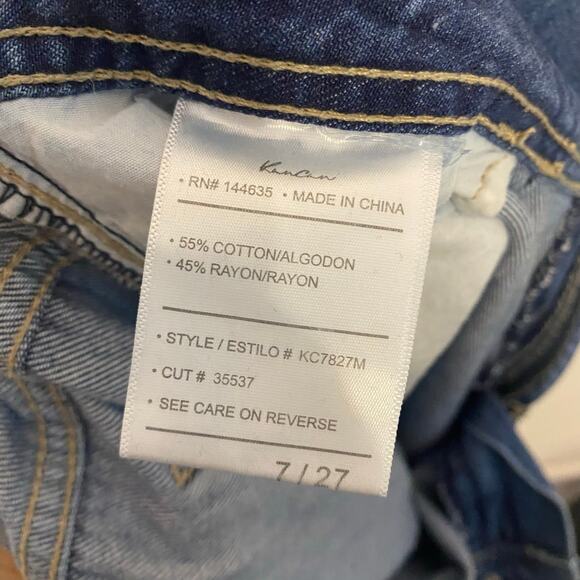 KanCan
• RN# 144635 • MADE IN CHINA
• 55% COTTON/ALGODON
• 45% RAYON/RAYON
• STYLE / ESTILO # KC7827M
• CUT # 35537
• SEE CARE ON REVERSE
7 / 27